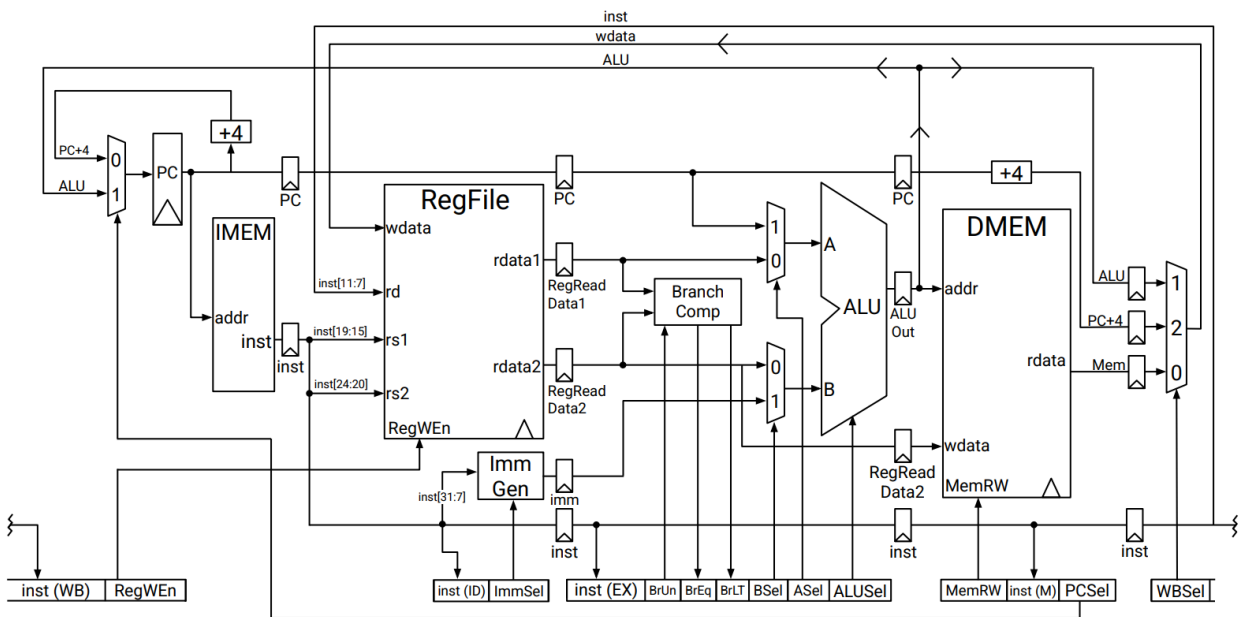 inst
wdata
ALU
+4
PC+4
0
ALU
1
PC
PC
IMEM
addr
inst
inst
RegFile
wdata
inst[11:7]
rd
inst[19:15]
rs1
inst[24:20]
rs2
RegWEn
rdata1
rdata2
PC
RegRead
Data1
RegRead
Data2
Imm
Gen
inst[31:7]
imm
Branch
Comp
1
0
0
1
A
B
ALU
PC
ALU
Out
+4
DMEM
addr
rdata
wdata
MemRW
RegRead
Data2
ALU
1
PC+4
2
Mem
0
inst
inst
inst
inst (WB)
RegWEn
inst (ID)
ImmSel
inst (EX)
BrUn
BrEq
BrLT
BSel
ASel
ALUSel
MemRW
inst (M)
PCSel
WBSel